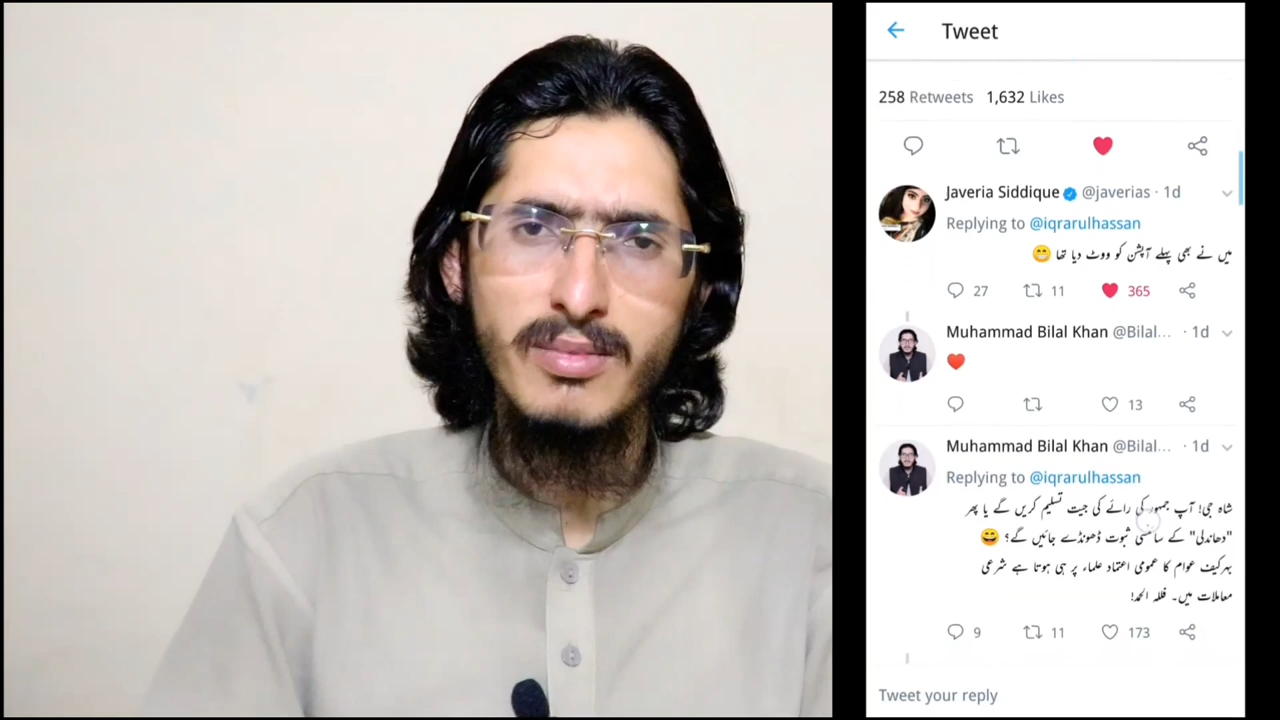 Tweet
258 Retweets 1,632 Likes
Javeria Siddique @javerias · 1d
Replying to @iqrarulhassan
میں نے بھی پہلے آپشن کو ووٹ دیا تھا 😁
27 11 365
Muhammad Bilal Khan @Bilal... · 1d
♥️
13
Muhammad Bilal Khan @Bilal... · 1d
Replying to @iqrarulhassan
شاہ جی! آپ جمہور کی رائے کی جیت تسلیم کریں گے یا پھر
"دھاندلی" کے سائنسی ثبوت ڈھونڈے جائیں گے؟ 😄
بہرکیف عوام کا عمومی اعتماد علماء پر ہی ہوتا ہے شرعی
معاملات میں۔ فللہ الحمد!
9 11 173
Tweet your reply